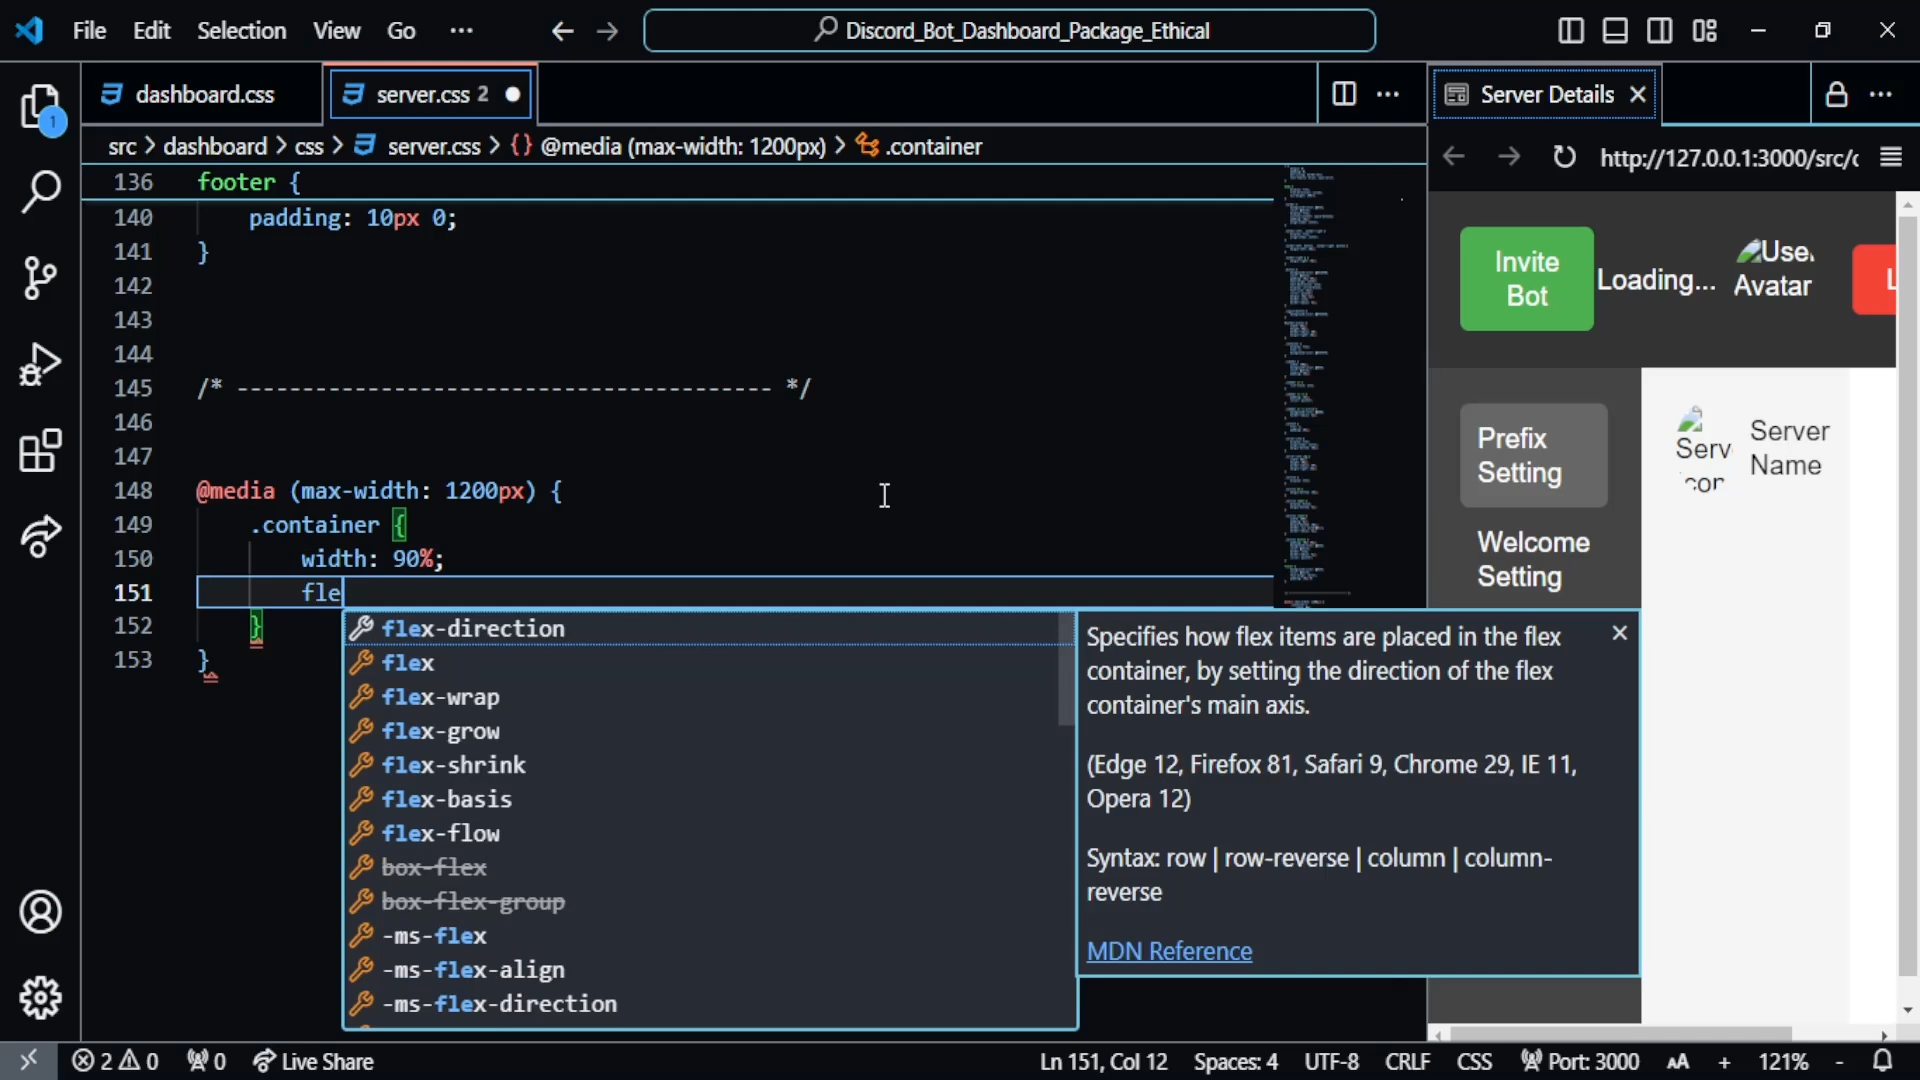 File Edit Selection View Go ···
Discord_Bot_Dashboard_Package_Ethical
1
dashboard.css
server.css 2
Server Details
src > dashboard > css > server.css > {} @media (max-width: 1200px) > .container
http://127.0.0.1:3000/src/c
136 footer {
140 padding: 10px 0;
141 }
142
143
144
145 /* ----------------------------------------- */
146
147
148 @media (max-width: 1200px) {
149 .container {
150 width: 90%;
151 fle
152 }
153 }
flex-direction
flex
flex-wrap
flex-grow
flex-shrink
flex-basis
flex-flow
box-flex
box-flex-group
-ms-flex
-ms-flex-align
-ms-flex-direction
Specifies how flex items are placed in the flex
container, by setting the direction of the flex
container's main axis.
(Edge 12, Firefox 81, Safari 9, Chrome 29, IE 11,
Opera 12)
Syntax: row | row-reverse | column | column-
reverse
MDN Reference
Invite
Bot
Loading...
User
Avatar
L
Prefix
Setting
Welcome
Setting
Serv
icon
Server
Name
2 0 0 Live Share
Ln 151, Col 12 Spaces: 4 UTF-8 CRLF CSS Port: 3000 AA + 121% -